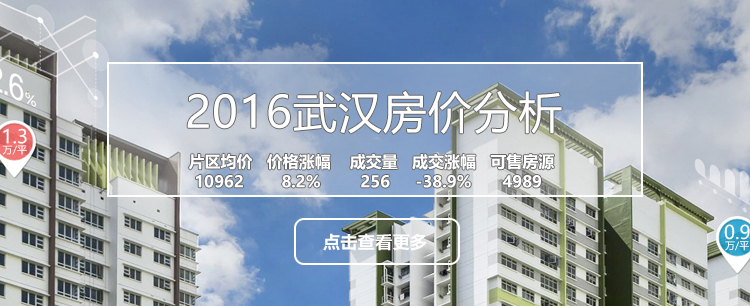 2016武汉房价分析
2.6%
1.3
万/平
片区均价 价格涨幅 成交量 成交涨幅 可售房源
10962 8.2% 256 -38.9% 4989
点击查看更多
0.9
万/平